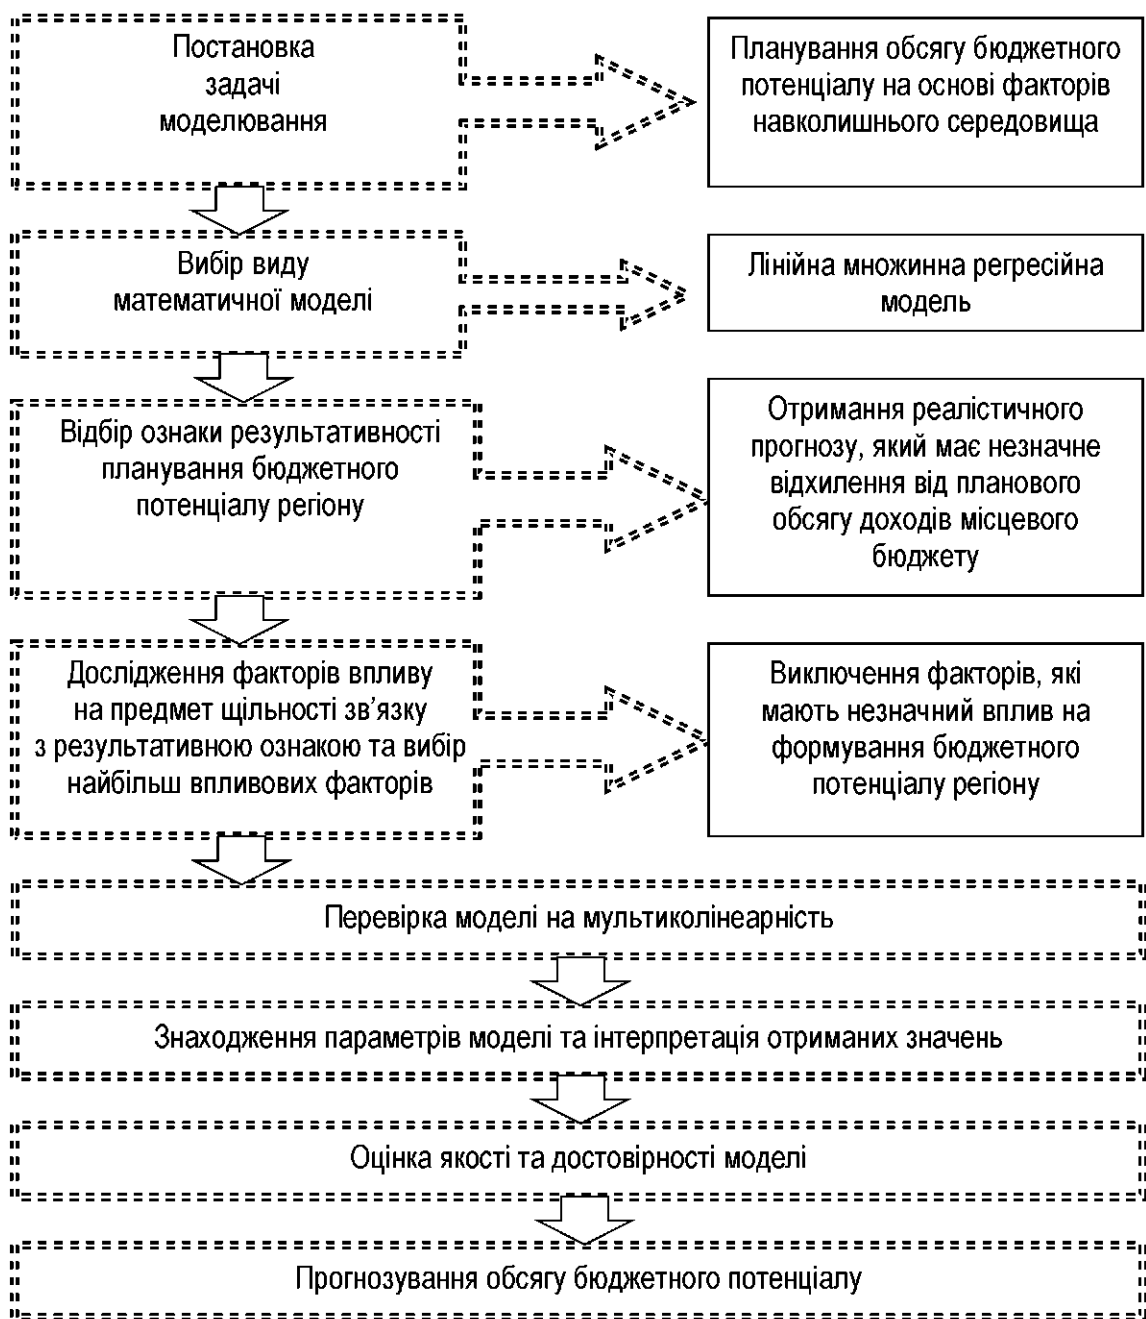 Постановка
задачі
моделювання
Планування обсягу бюджетного
потенціалу на основі факторів
навколишнього середовища
Вибір виду
математичної моделі
Лінійна множинна регресійна
модель
Відбір ознаки результативності
планування бюджетного
потенціалу регіону
Отримання реалістичного
прогнозу, який має незначне
відхилення від планового
обсягу доходів місцевого
бюджету
Дослідження факторів впливу
на предмет щільності зв’язку
з результативною ознакою та вибір
найбільш впливових факторів
Виключення факторів, які
мають незначний вплив на
формування бюджетного
потенціалу регіону
Перевірка моделі на мультиколінеарність
Знаходження параметрів моделі та інтерпретація отриманих значень
Оцінка якості та достовірності моделі
Прогнозування обсягу бюджетного потенціалу